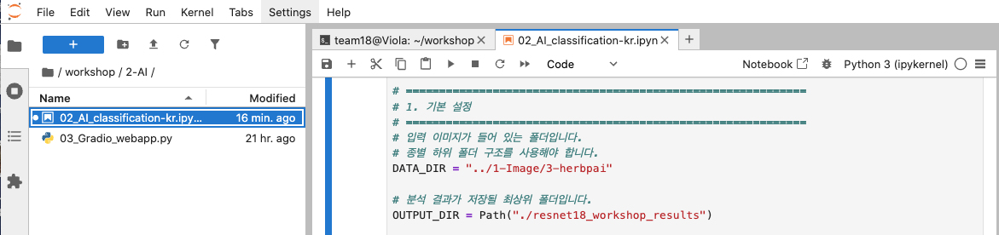 File Edit View Run Kernel Tabs Settings Help
team18@Viola: ~/workshop
02_AI_classification-kr.ipyn
/ workshop / 2-AI /
Code
Notebook
Python 3 (ipykernel)
Name Modified
02_AI_classification-kr.ipy... 16 min. ago
03_Gradio_webapp.py 21 hr. ago
# ==============================================================
# 1. 기본 설정
# ==============================================================
# 입력 이미지가 들어 있는 폴더입니다.
# 종별 하위 폴더 구조를 사용해야 합니다.
DATA_DIR = "../1-Image/3-herbpai"
# 분석 결과가 저장될 최상위 폴더입니다.
OUTPUT_DIR = Path("./resnet18_workshop_results")